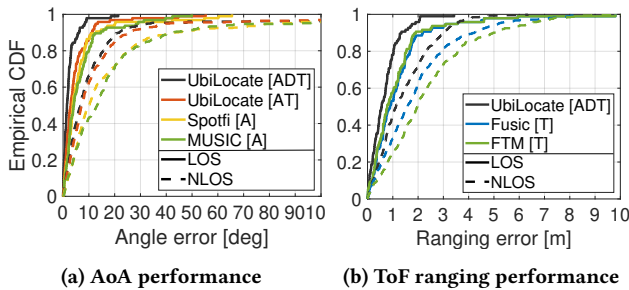 Empirical CDF
1
0.8
0.6
0.4
0.2
0
UbiLocate [ADT]
UbiLocate [AT]
Spotfi [A]
MUSIC [A]
LOS
NLOS
0 10 20 30 40 50 60 70 80 90 10
Angle error [deg]
(a) AoA performance
1
0.8
0.6
0.4
0.2
0
UbiLocate [ADT]
Fusic [T]
FTM [T]
LOS
NLOS
0 1 2 3 4 5 6 7 8 9 10
Ranging error [m]
(b) ToF ranging performance